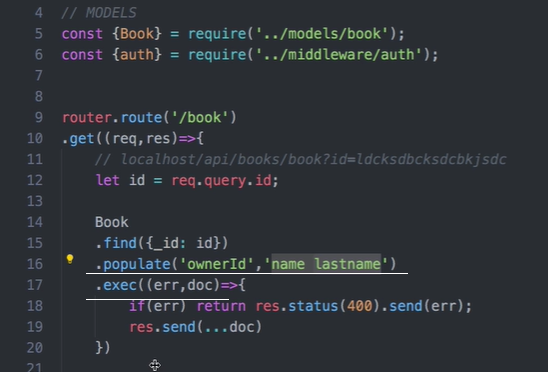 4 // MODELS
5 const {Book} = require('../models/book');
6 const {auth} = require('../middleware/auth');
7
8
9 router.route('/book')
10 .get((req,res)=>{
11 // localhost/api/books/book?id=ldcksdbcksdcbkjsdc
12 let id = req.query.id;
13
14 Book
15 .find({_id: id})
16 .populate('ownerId','name lastname')
17 .exec((err,doc)=>{
18 if(err) return res.status(400).send(err);
19 res.send(...doc)
20 })
21